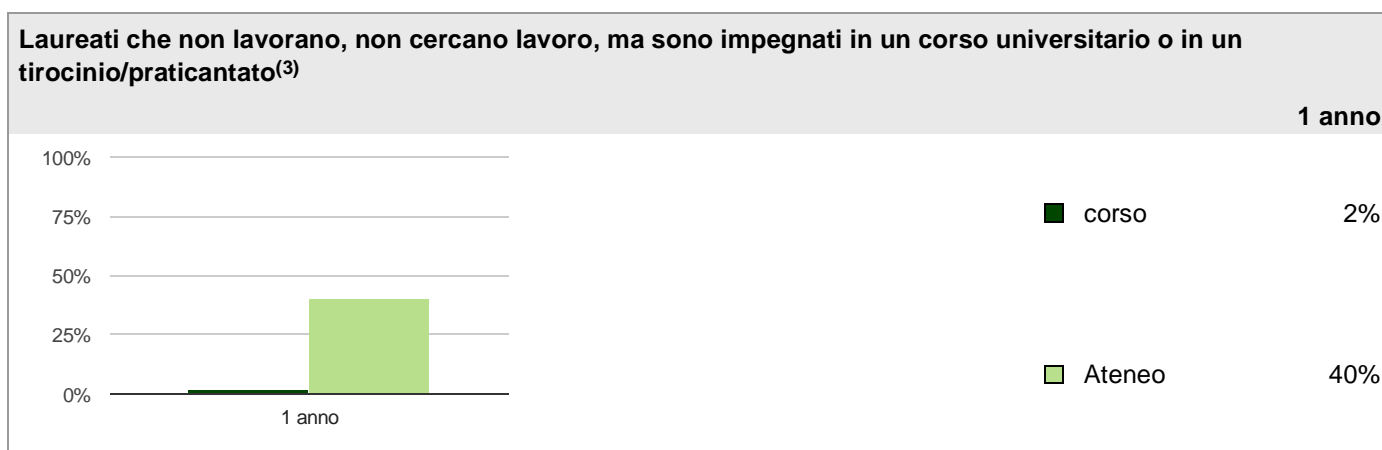 Laureati che non lavorano, non cercano lavoro, ma sono impegnati in un corso universitario o in un
tirocinio/praticantato(3)
1 anno
100%
75%
50%
25%
0%
1 anno
corso 2%
Ateneo 40%